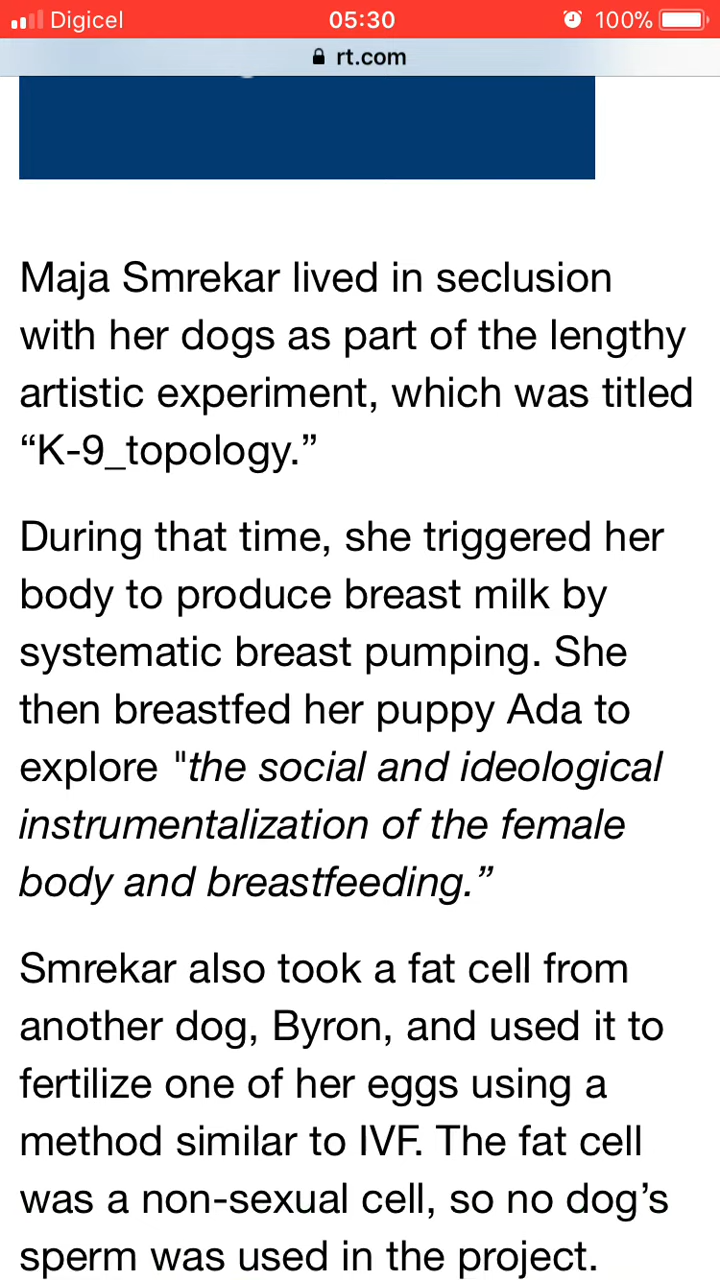 Digicel 05:30 100%
rt.com
Maja Smrekar lived in seclusion
with her dogs as part of the lengthy
artistic experiment, which was titled
“K-9_topology.”
During that time, she triggered her
body to produce breast milk by
systematic breast pumping. She
then breastfed her puppy Ada to
explore "the social and ideological
instrumentalization of the female
body and breastfeeding.”
Smrekar also took a fat cell from
another dog, Byron, and used it to
fertilize one of her eggs using a
method similar to IVF. The fat cell
was a non-sexual cell, so no dog’s
sperm was used in the project.